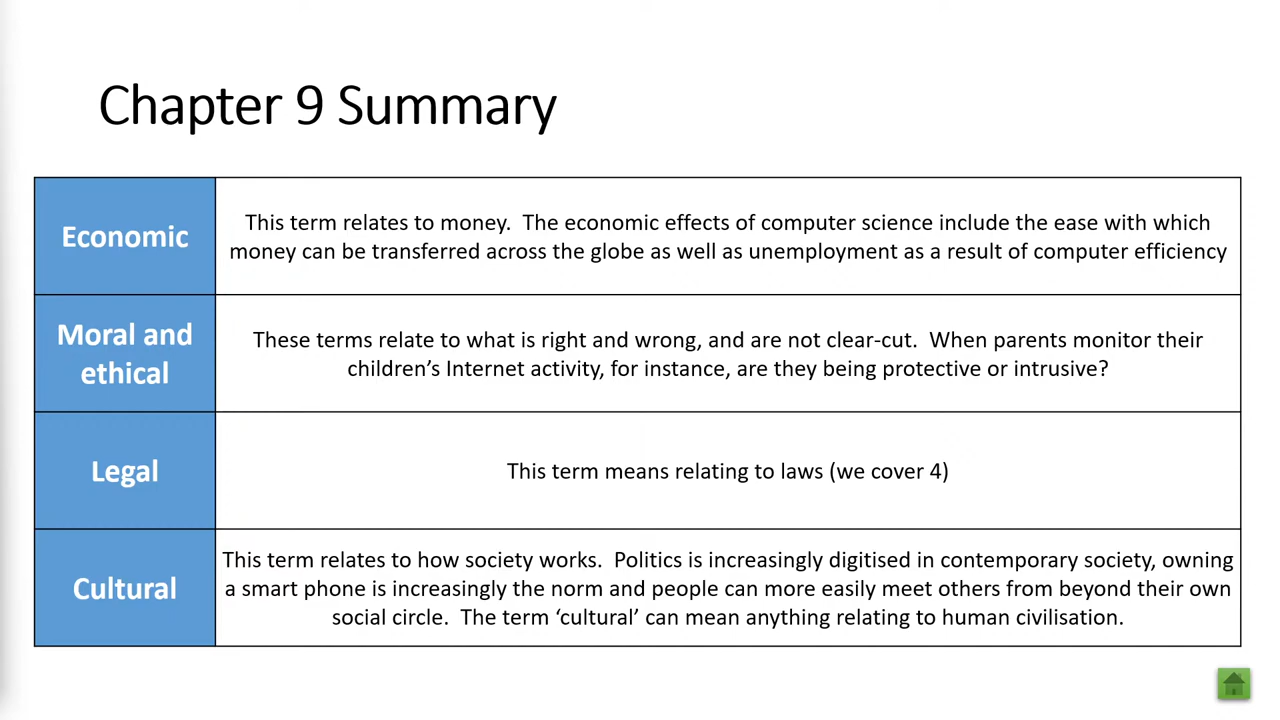 Chapter 9 Summary
Economic
This term relates to money.  The economic effects of computer science include the ease with which
money can be transferred across the globe as well as unemployment as a result of computer efficiency
Moral and
ethical
These terms relate to what is right and wrong, and are not clear-cut.  When parents monitor their
children’s Internet activity, for instance, are they being protective or intrusive?
Legal
This term means relating to laws (we cover 4)
Cultural
This term relates to how society works.  Politics is increasingly digitised in contemporary society, owning
a smart phone is increasingly the norm and people can more easily meet others from beyond their own
social circle.  The term ‘cultural’ can mean anything relating to human civilisation.